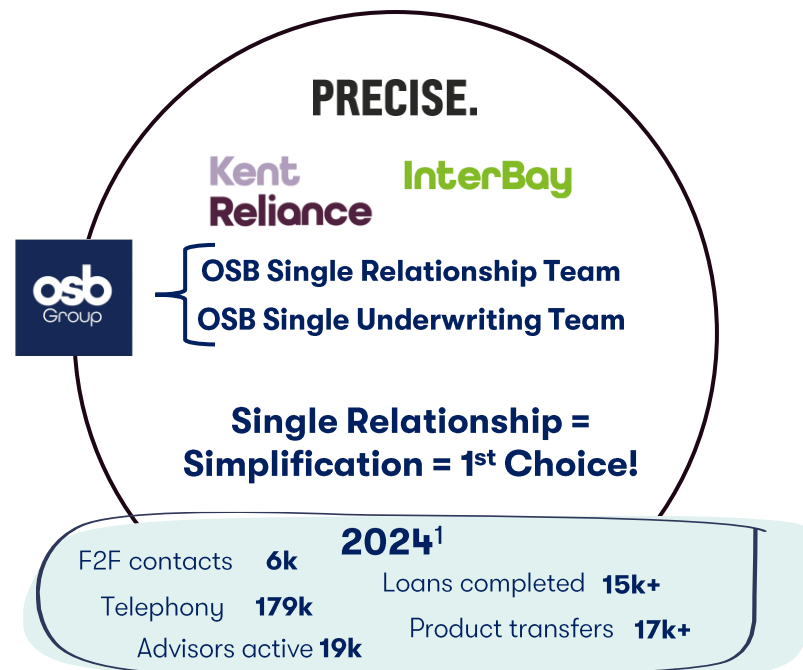 PRECISE.
Kent
Reliance
InterBay
osb
Group
OSB Single Relationship Team
OSB Single Underwriting Team
Single Relationship =
Simplification = 1st Choice!
2024¹
F2F contacts 6k
Telephony 179k
Advisors active 19k
Loans completed 15k+
Product transfers 17k+